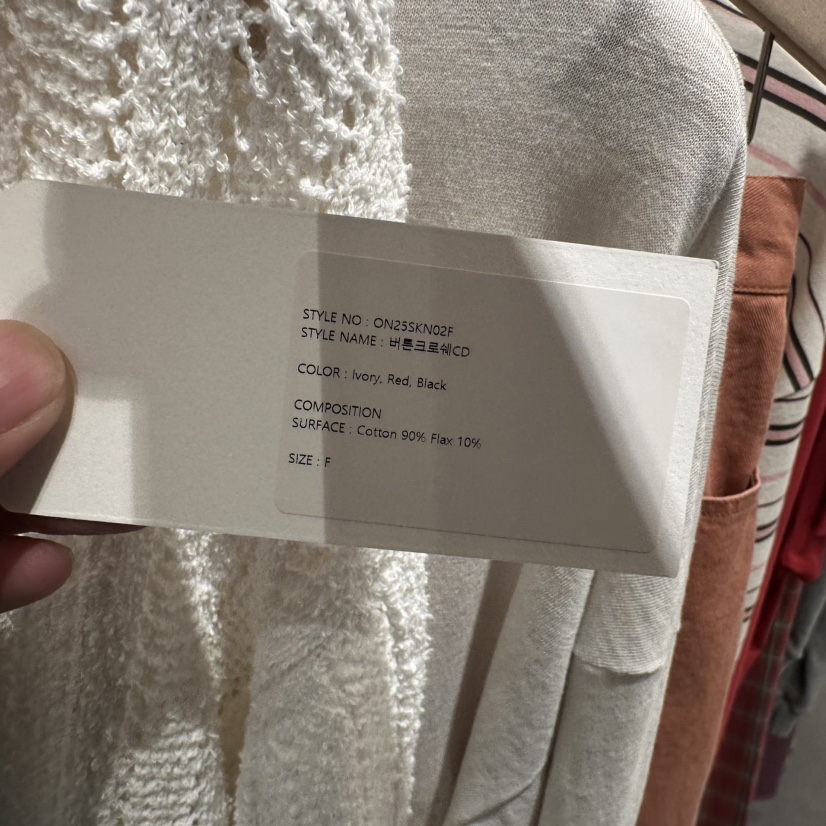 STYLE NO : ON25SKN02F
STYLE NAME : 버튼크로쉐CD
COLOR : Ivory, Red, Black
COMPOSITION
SURFACE : Cotton 90% Flax 10%
SIZE : F